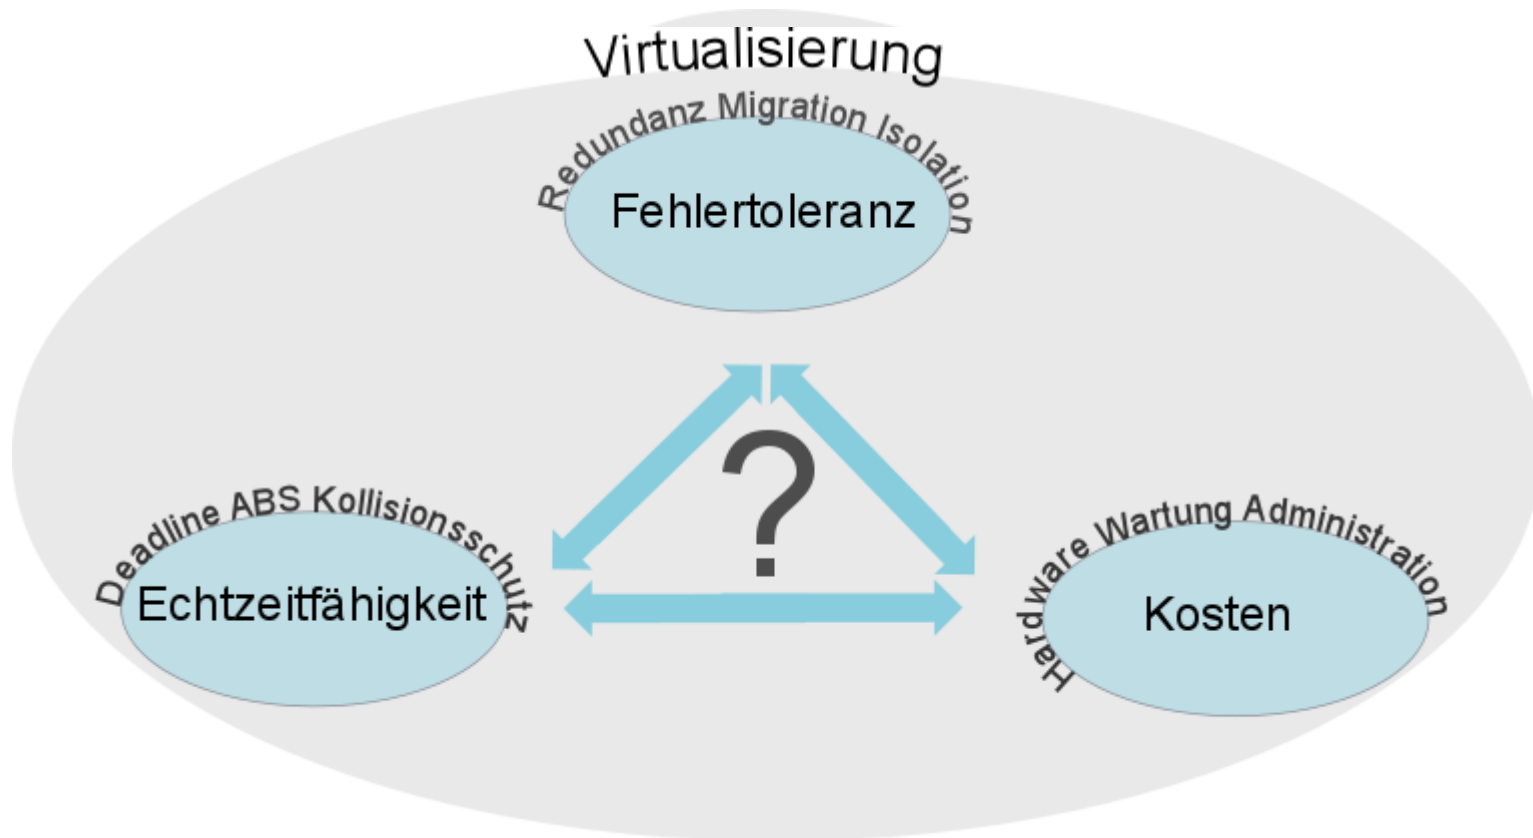 Virtualisierung
Redundanz Migration Isolation
Fehlertoleranz
?
Deadline ABS Kollisionsschutz
Echtzeitfähigkeit
Hardware Wartung Administration
Kosten